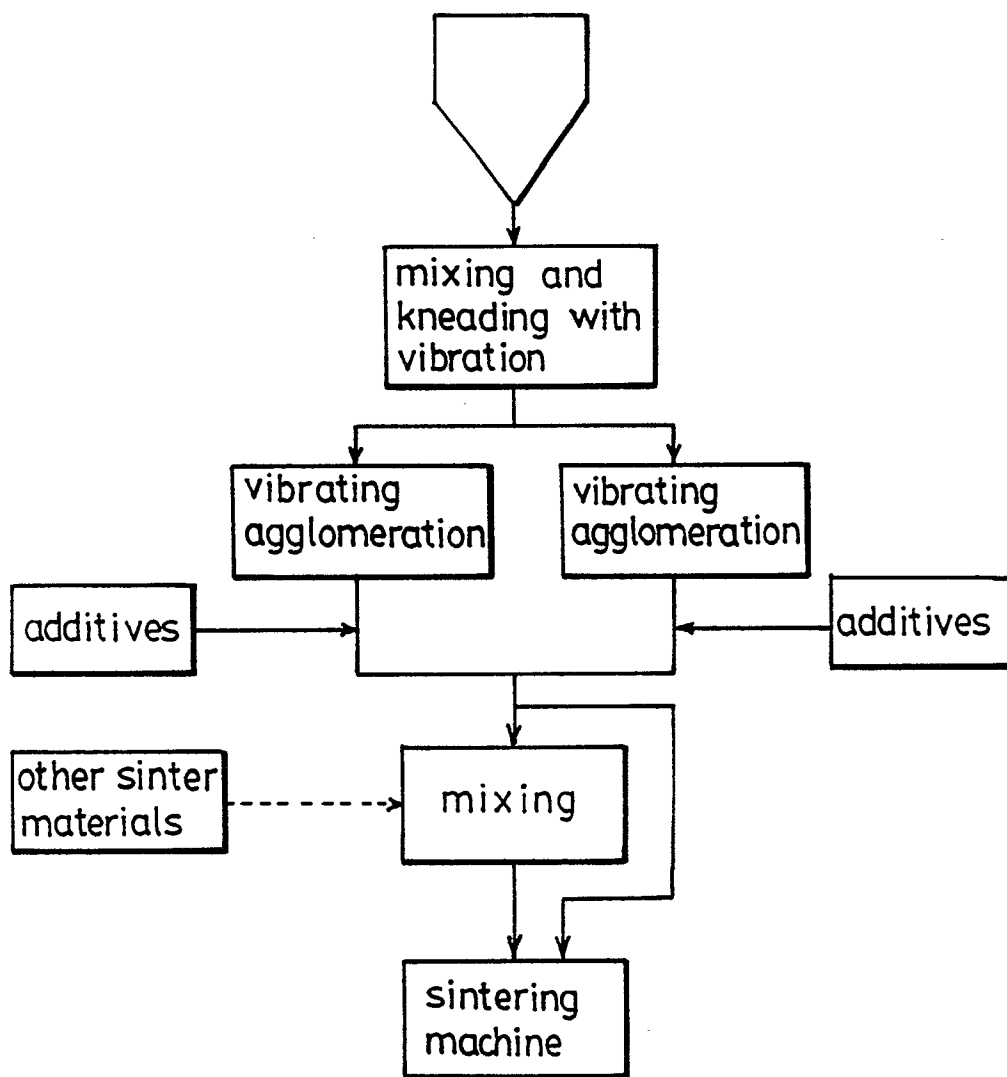 mixing and
kneading with
vibration
vibrating
agglomeration
vibrating
agglomeration
additives
additives
other sinter
materials
mixing
sintering
machine